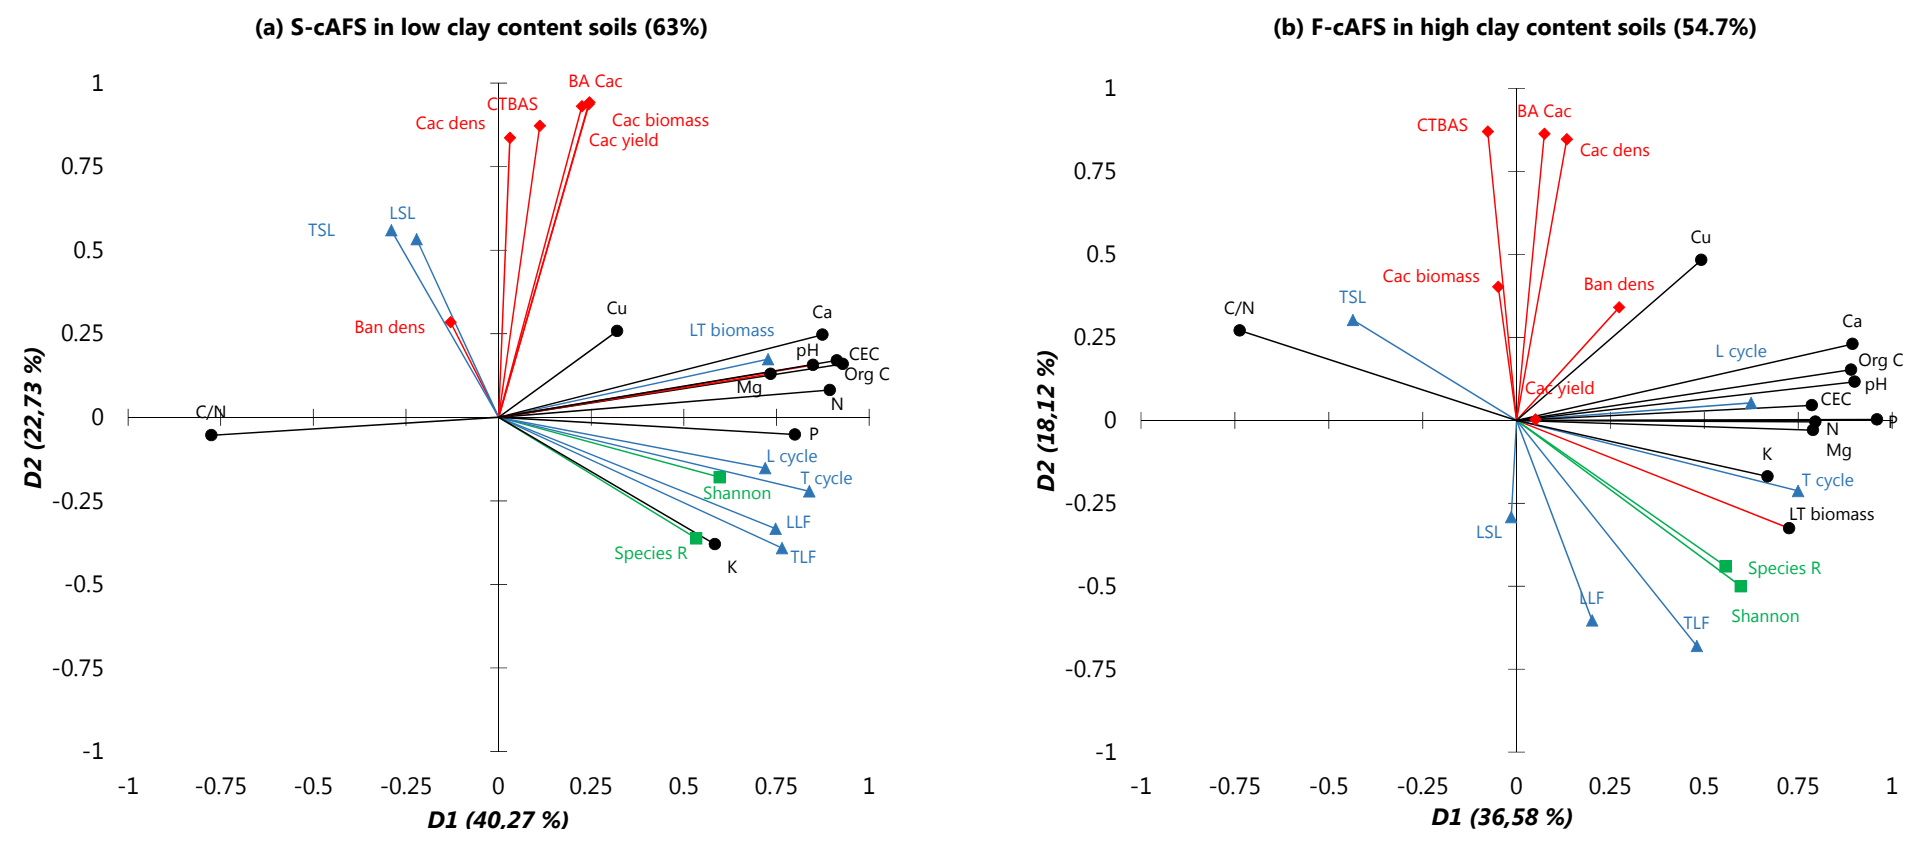 (a) S-cAFS in low clay content soils (63%)
BA Cac
CTBAS
Cac dens
Cac biomass
Cac yield
LSL
TSL
Ban dens
Cu
Ca
LT biomass
pH
CEC
Org C
Mg
N
C/N
P
L cycle
T cycle
Shannon
LLF
Species R
TLF
K
1
0.75
0.5
0.25
0
-0.25
-0.5
-0.75
-1
-1
-0.75
-0.5
-0.25
0
0.25
0.5
0.75
1
D2 (22,73 %)
D1 (40,27 %)
(b) F-cAFS in high clay content soils (54.7%)
BA Cac
CTBAS
Cac dens
Cu
Cac biomass
Ban dens
TSL
C/N
Ca
L cycle
Org C
pH
Cac yield
CEC
P
N
Mg
K
T cycle
LT biomass
LSL
Species R
LLF
Shannon
TLF
1
0.75
0.5
0.25
0
-0.25
-0.5
-0.75
-1
-1
-0.75
-0.5
-0.25
0
0.25
0.5
0.75
1
D2 (18,12 %)
D1 (36,58 %)